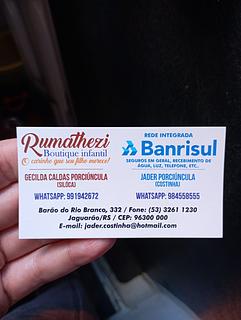 Rumathezi
Boutique infantil
O carinho que seu filho merece!
GECILDA CALDAS PORCIÚNCULA
(SILÓCA)
WHATSAPP: 991942672
REDE INTEGRADA
Banrisul
SEGUROS EM GERAL, RECEBIMENTO DE
ÁGUA, LUZ, TELEFONE, ETC..
JADER PORCIÚNCULA
(COSTINHA)
WHATSAPP: 984558555
Barão do Rio Branco, 332 / Fone: (53) 3261 1230
Jaguarão/RS / CEP: 96300 000
E-mail: jader.costinha@hotmail.com